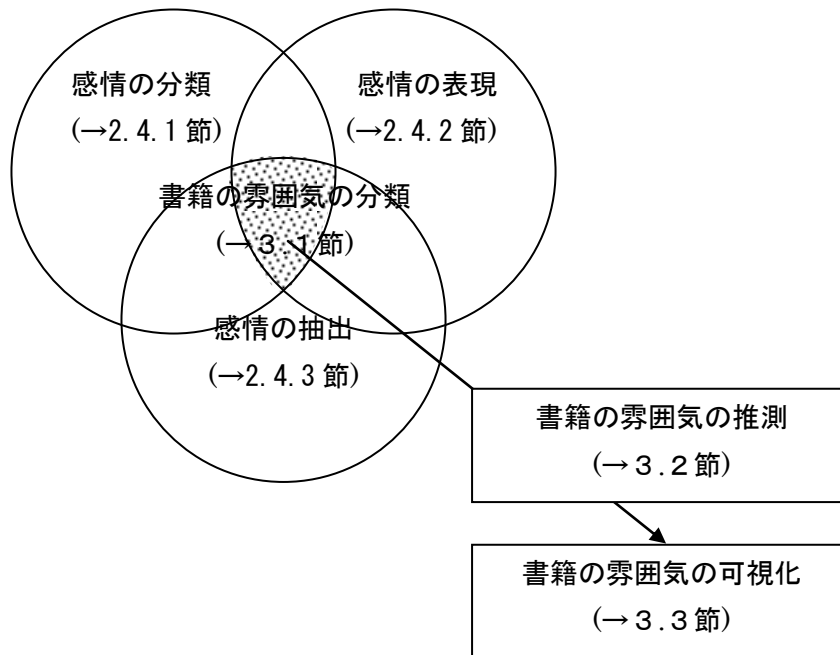 感情の分類
(→2.4.1節)
感情の表現
(→2.4.2節)
書籍の雰囲気の分類
(→３.１節)
感情の抽出
(→2.4.3節)
書籍の雰囲気の推測
(→３.２節)
書籍の雰囲気の可視化
(→３.３節)